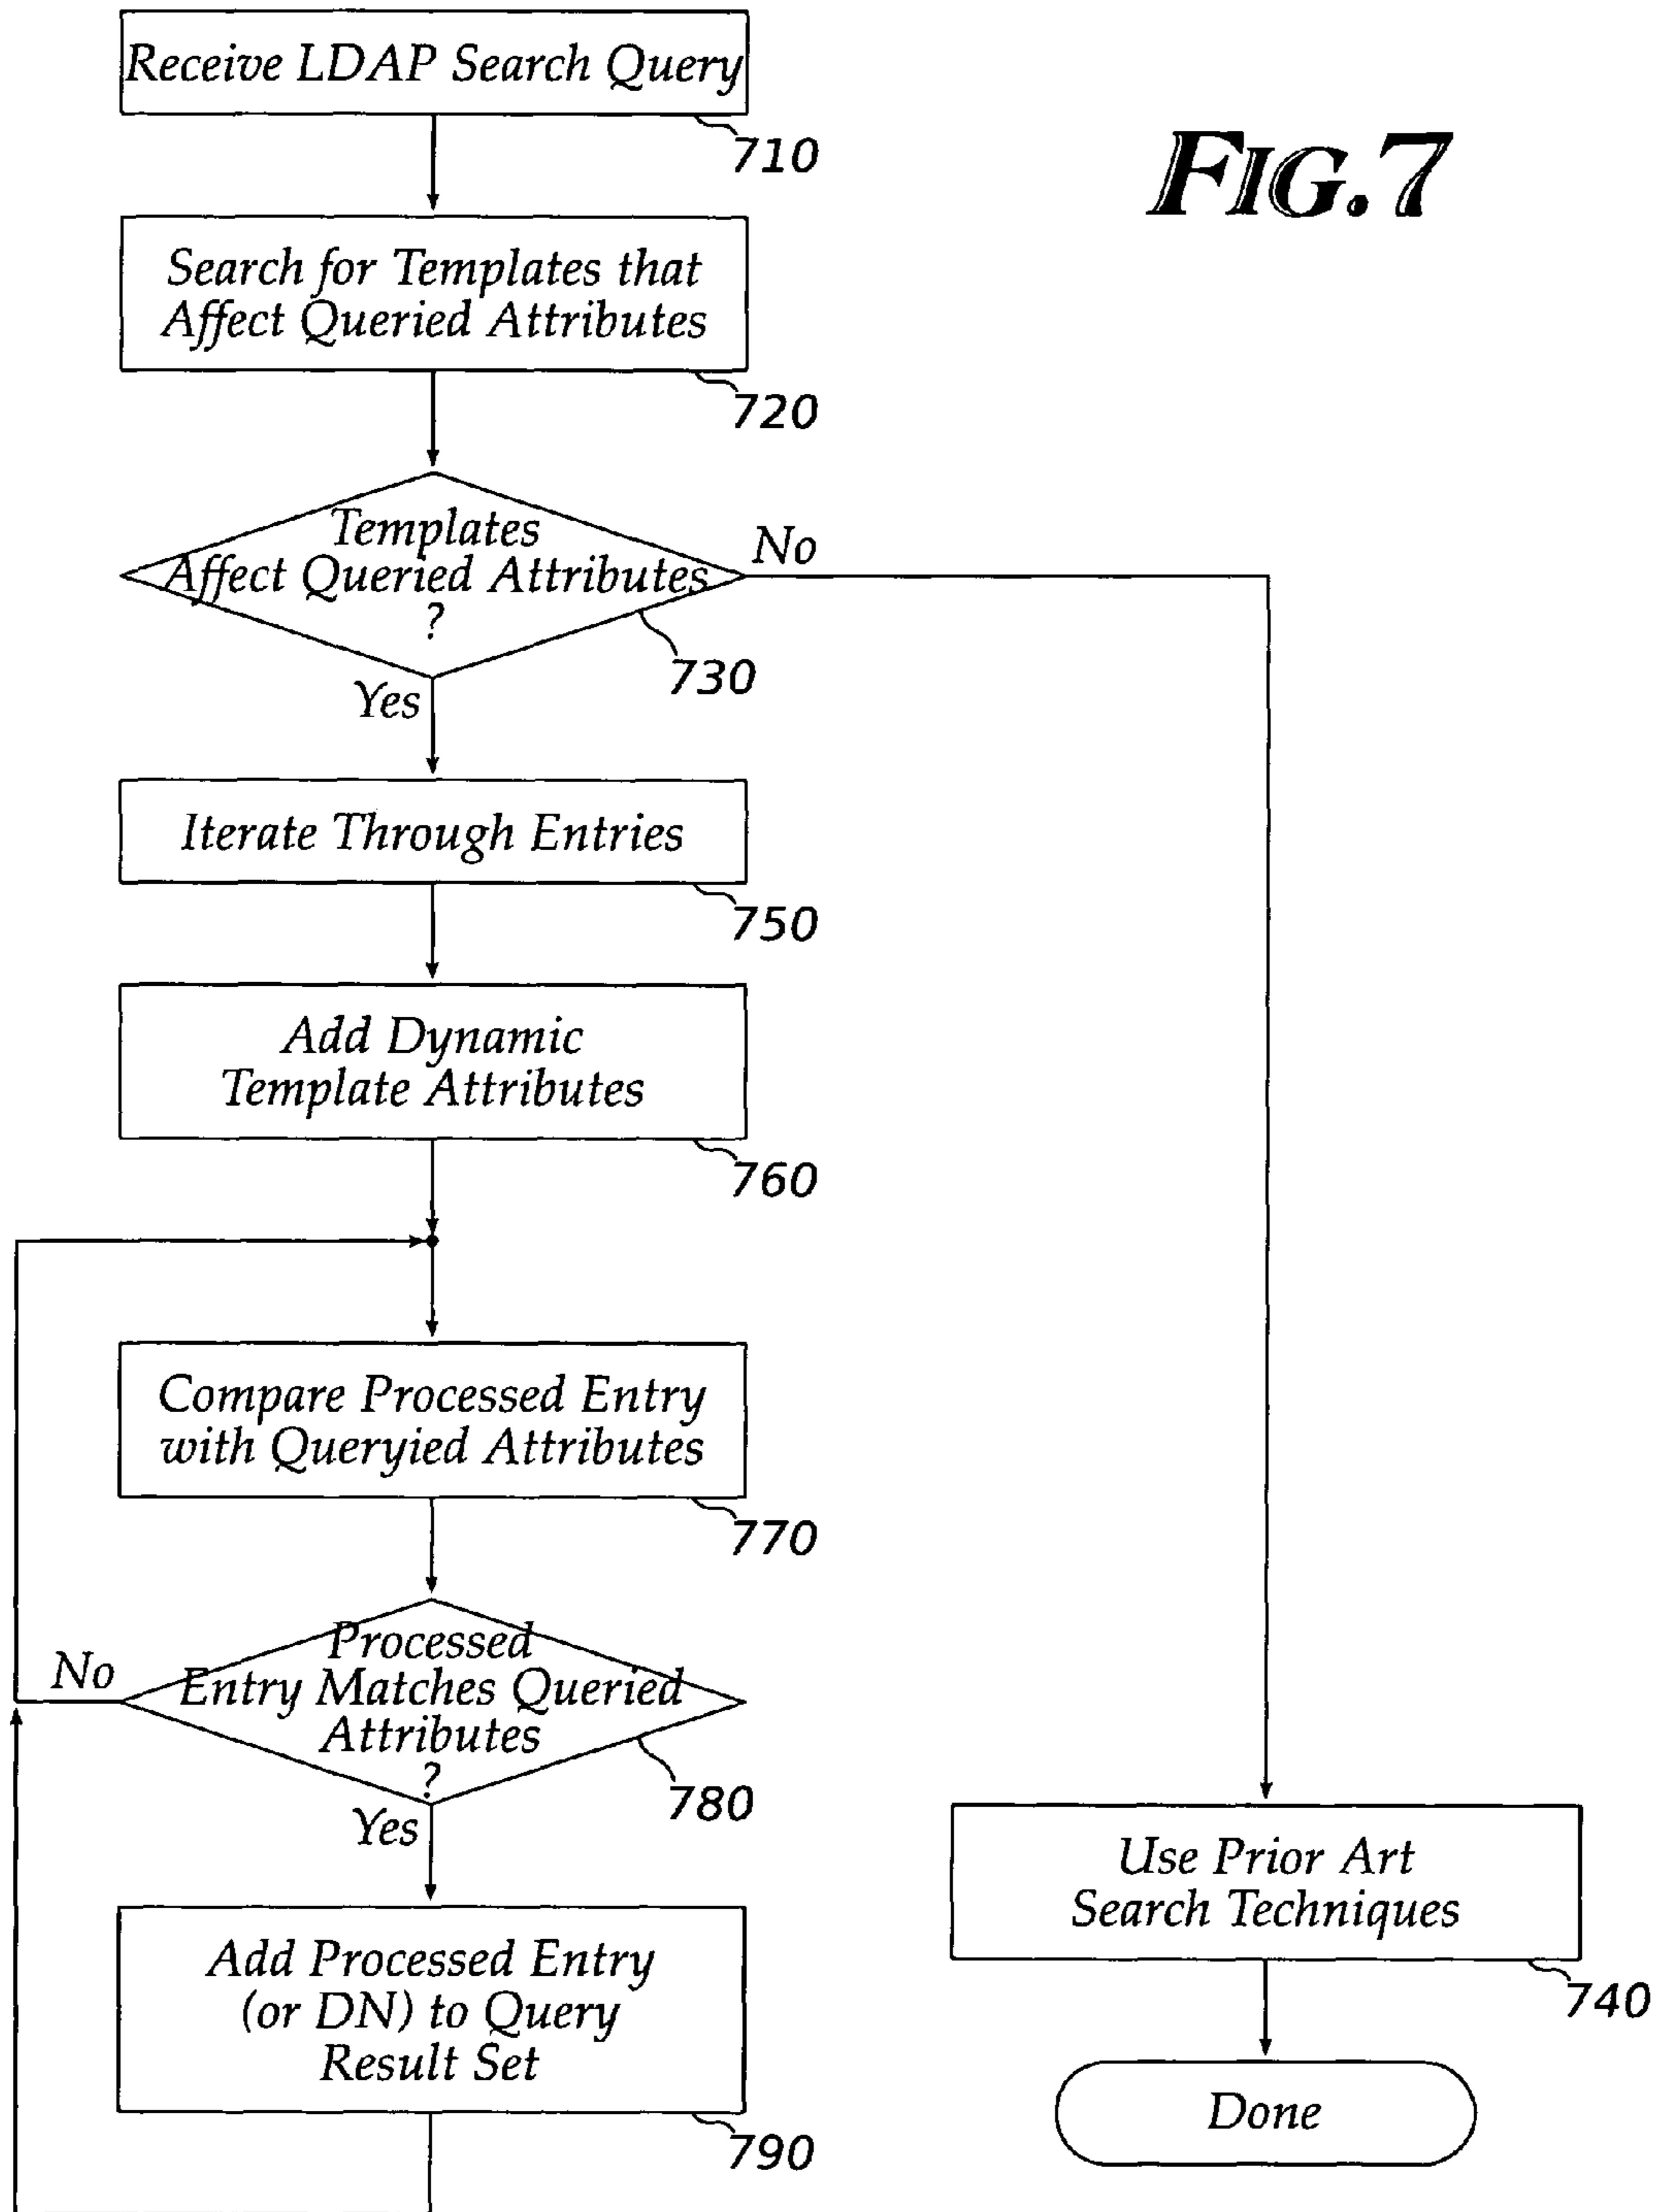 Receive LDAP Search Query
710
FIG.7
Search for Templates that
Affect Queried Attributes
720
Templates
Affect Queried Attributes
?
No
730
Yes
Iterate Through Entries
750
Add Dynamic
Template Attributes
760
Compare Processed Entry
with Queryied Attributes
770
Processed
Entry Matches Queried
Attributes
?
No
780
Yes
Add Processed Entry
(or DN) to Query
Result Set
790
Use Prior Art
Search Techniques
740
Done